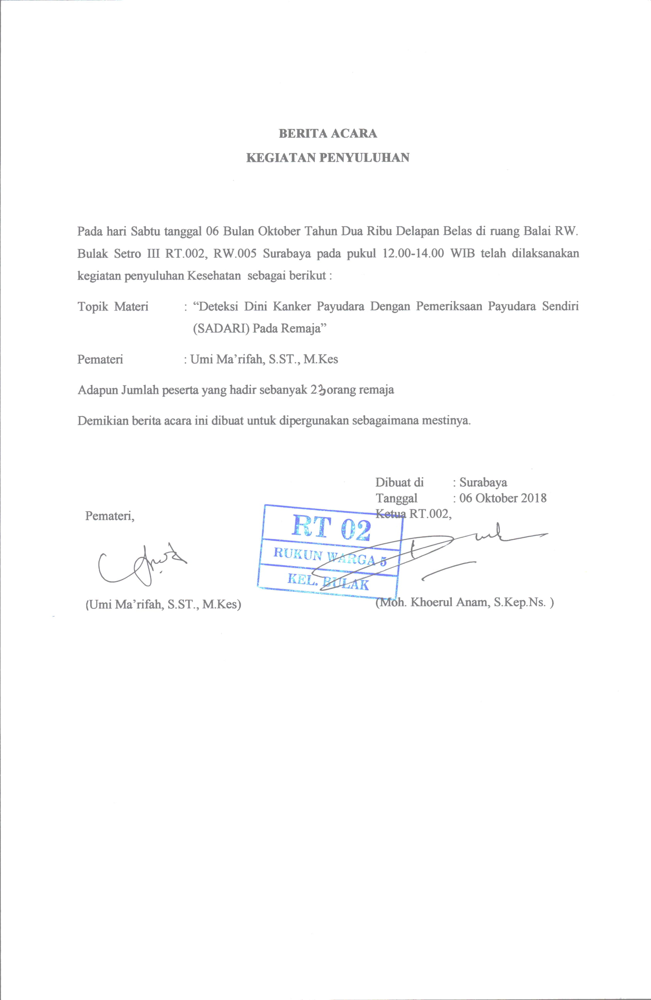 BERITA ACARA
KEGIATAN PENYULUHAN
Pada hari Sabtu tanggal 06 Bulan Oktober Tahun Dua Ribu Delapan Belas di ruang Balai RW.
Bulak Setro III RT.002, RW.005 Surabaya pada pukul 12.00-14.00 WIB telah dilaksanakan
kegiatan penyuluhan Kesehatan sebagai berikut :
Topik Materi : “Deteksi Dini Kanker Payudara Dengan Pemeriksaan Payudara Sendiri
(SADARI) Pada Remaja”
Pemateri : Umi Ma’rifah, S.ST., M.Kes
Adapun Jumlah peserta yang hadir sebanyak 23 orang remaja
Demikian berita acara ini dibuat untuk dipergunakan sebagaimana mestinya.
Dibuat di : Surabaya
Tanggal : 06 Oktober 2018
Ketua RT.002,
Pemateri,
RT 02
RUKUN WARGA 5
KEL. BULAK
(Umi Ma’rifah, S.ST., M.Kes)
(Moh. Khoerul Anam, S.Kep.Ns. )